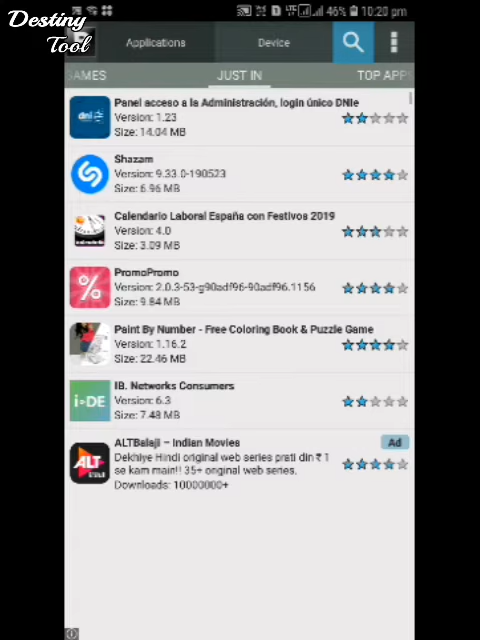 Destiny
Tool
46% 10:20 pm
Applications
Device
GAMES
JUST IN
TOP APP
Panel acceso a la Administración, login único DNIe
Version: 1.23
Size: 14.04 MB
Shazam
Version: 9.33.0-190523
Size: 6.96 MB
Calendario Laboral España con Festivos 2019
Version: 4.0
Size: 3.09 MB
PromoPromo
Version: 2.0.3-53-g90adf96-90adf96.1156
Size: 9.84 MB
Paint By Number - Free Coloring Book & Puzzle Game
Version: 1.16.2
Size: 22.46 MB
i-DE
IB. Networks Consumers
Version: 6.3
Size: 7.48 MB
ALT
ALTBalaji – Indian Movies
Ad
Dekhiye Hindi original web series prati din ₹ 1
se kam main!! 35+ original web series.
Downloads: 10000000+